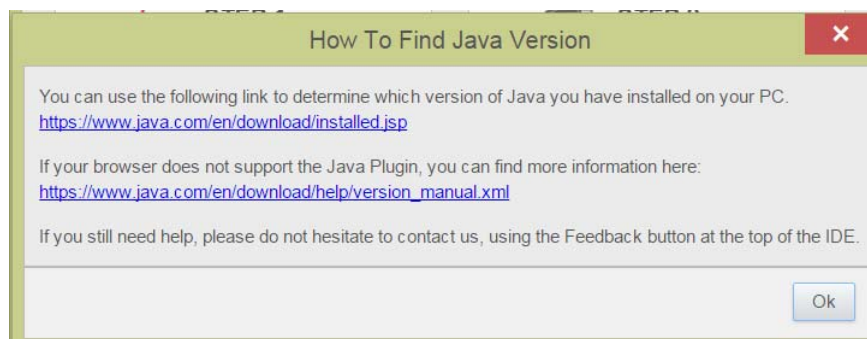 How To Find Java Version
You can use the following link to determine which version of Java you have installed on your PC.
https://www.java.com/en/download/installed.jsp
If your browser does not support the Java Plugin, you can find more information here:
https://www.java.com/en/download/help/version_manual.xml
If you still need help, please do not hesitate to contact us, using the Feedback button at the top of the IDE.
Ok